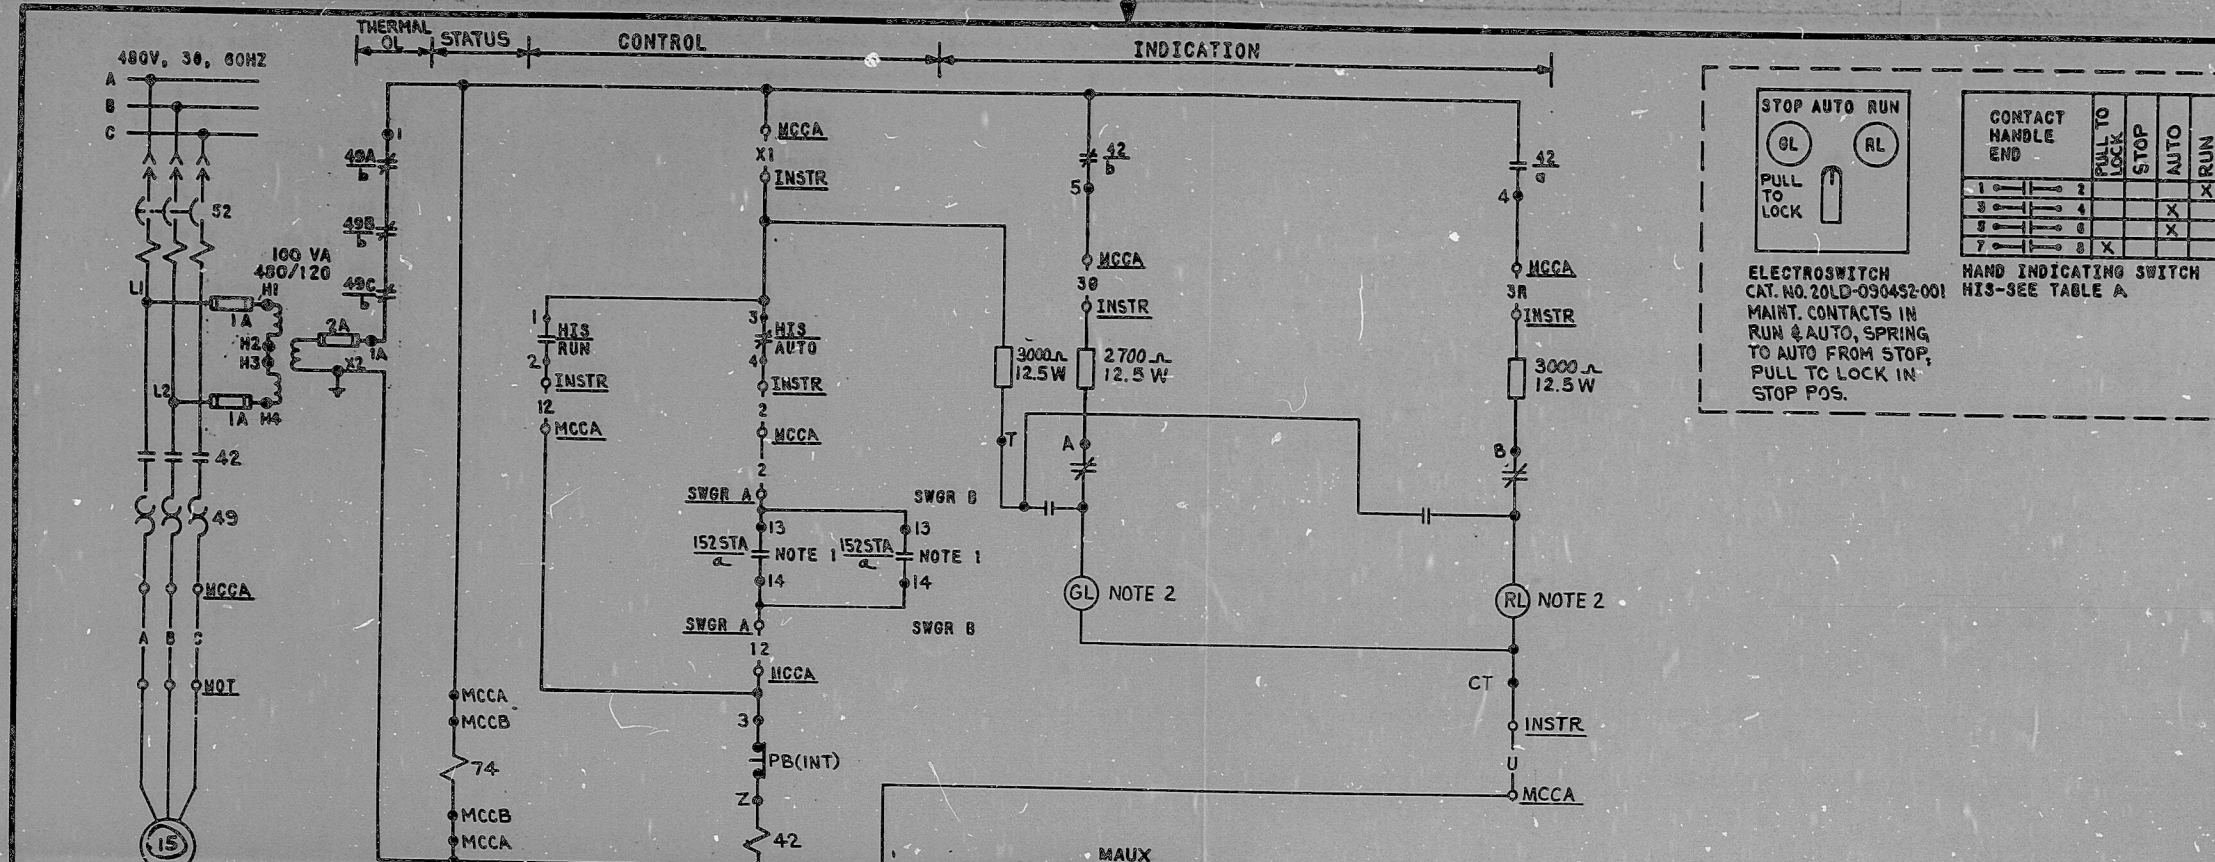 THERMAL
OL
STATUS
CONTROL
INDICATION
480V, 30, 60HZ
A
B
C
52
100 VA
480/120
L1
H1
1A
H2
H3
L2
1A
H4
2A
1A
X2
42
49
MCCA
A
B
C
MOT
15
1
49A
b
49B
b
49C
b
MCCA
MCCB
74
MCCB
MCCA
MCCA
X1
INSTR
1
HIS
RUN
2
INSTR
12
MCCA
3
HIS
AUTO
4
INSTR
2
MCCA
2
SWGR A
SWGR B
13
13
152STA
a
NOTE 1
152STA
a
NOTE 1
14
14
SWGR A
SWGR B
12
MCCA
3
PB(INT)
Z
42
42
b
5
MCCA
3G
INSTR
3000Ω
12.5W
2700Ω
12.5W
T
A
GL
NOTE 2
42
a
4
MCCA
3R
INSTR
3000Ω
12.5W
B
RL
NOTE 2
CT
INSTR
U
MCCA
MAUX
STOP AUTO RUN
GL
RL
PULL
TO
LOCK
CONTACT
HANDLE
END
PULL TO
LOCK
STOP
AUTO
RUN
1 2 X
3 4 X
5 6 X
7 8 X
ELECTROSWITCH
CAT. NO. 20LD-090452-001
MAINT. CONTACTS IN
RUN & AUTO, SPRING
TO AUTO FROM STOP,
PULL TO LOCK IN
STOP POS.
HAND INDICATING SWITCH
HIS-SEE TABLE A